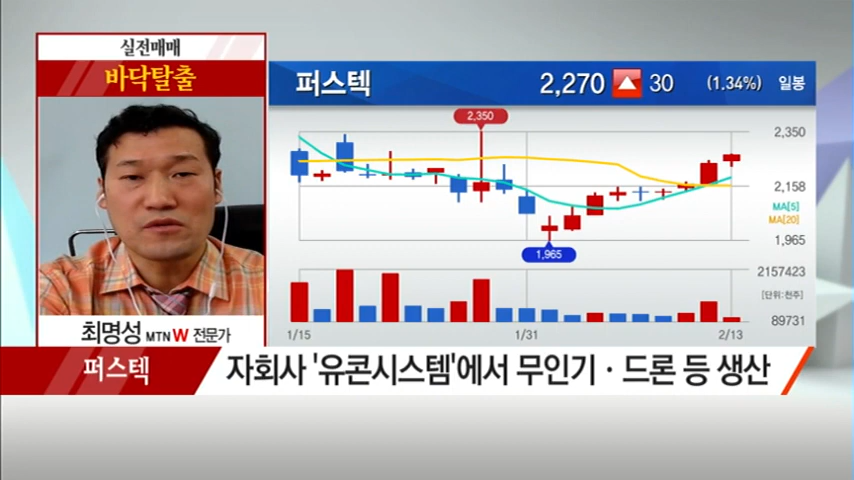 실전매매
바닥탈출
최명성 MTN W 전문가
퍼스텍 2,270 30 (1.34%) 일봉
2,350
2,350
2,158
MA[5]
MA[20]
1,965
1,965
2157423
[단위:천주]
89731
1/15 1/31 2/13
퍼스텍 자회사 '유콘시스템'에서 무인기·드론 등 생산